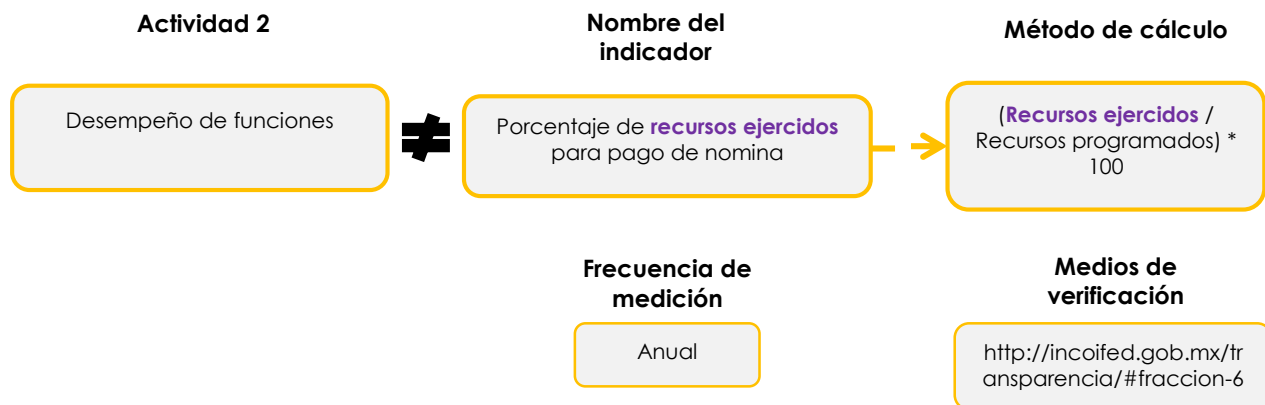 Actividad 2
Nombre del
indicador
Método de cálculo
Desempeño de funciones
≠
Porcentaje de recursos ejercidos
para pago de nomina
(Recursos ejercidos /
Recursos programados) *
100
Frecuencia de
medición
Medios de
verificación
Anual
http://incoifed.gob.mx/tr
ansparencia/#fraccion-6